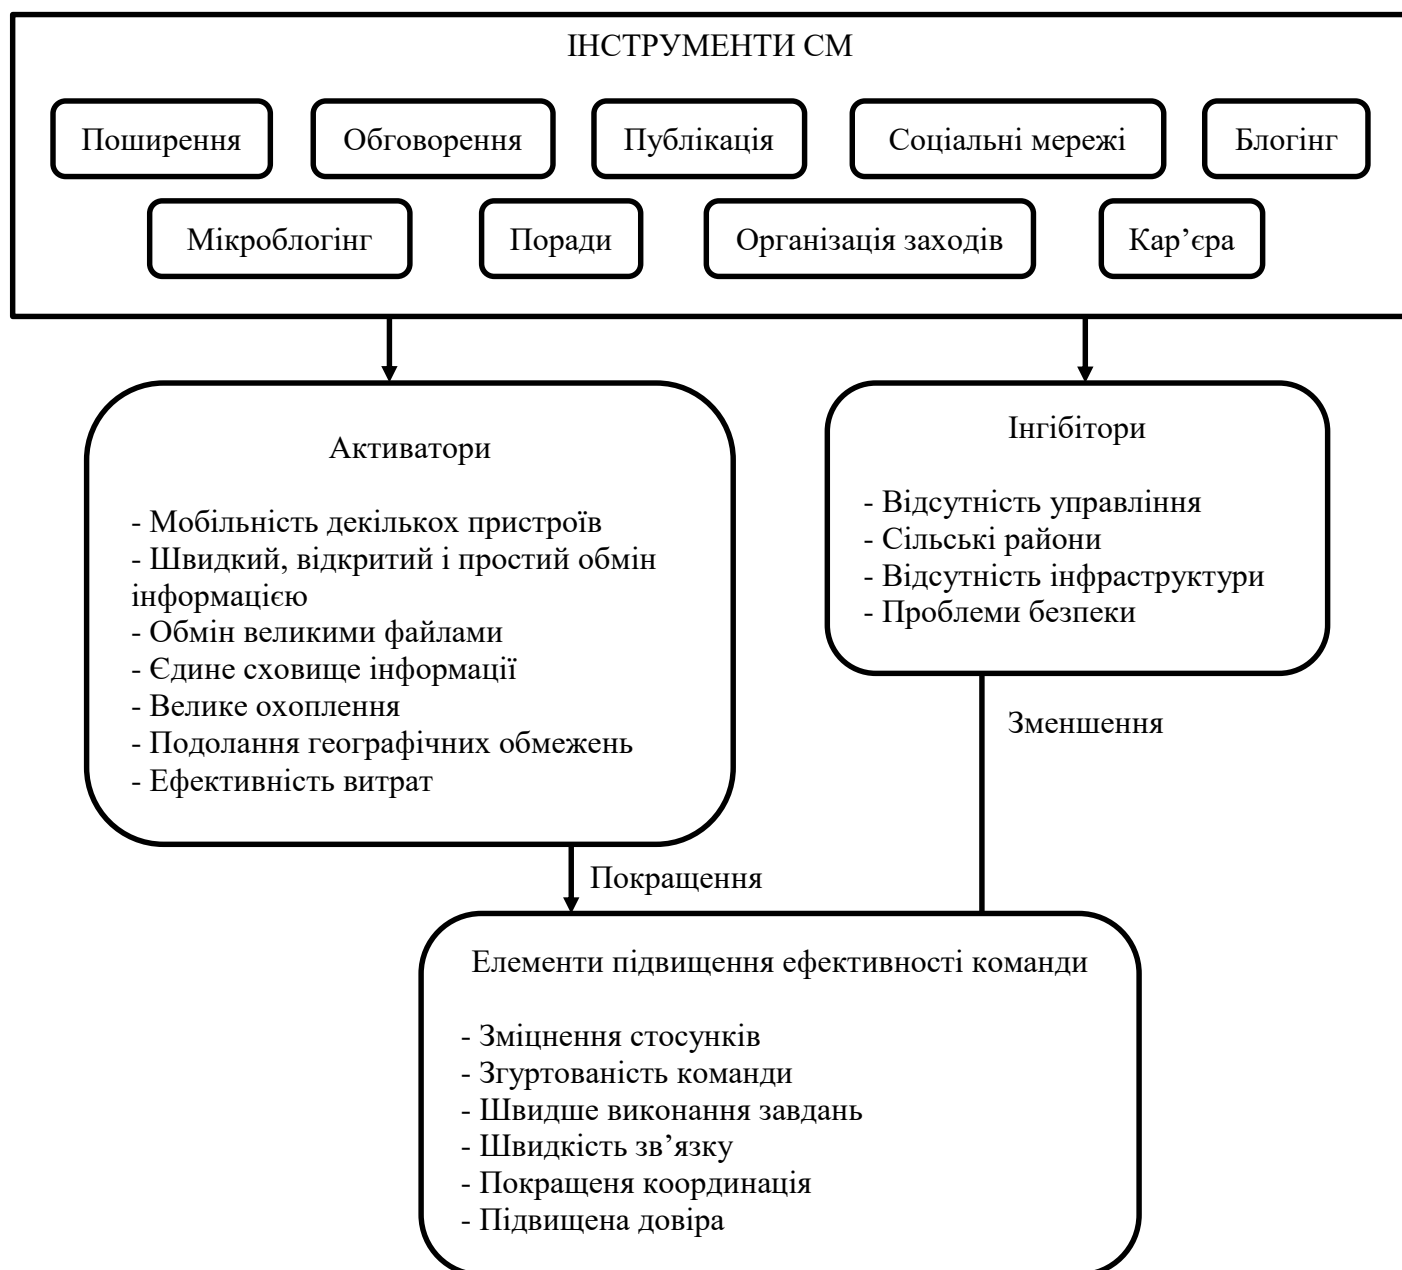 ІНСТРУМЕНТИ СМ
Поширення
Обговорення
Публікація
Соціальні мережі
Блогінг
Мікроблогінг
Поради
Організація заходів
Кар’єра
Активатори
- Мобільність декількох пристроїв
- Швидкий, відкритий і простий обмін
інформацією
- Обмін великими файлами
- Єдине сховище інформації
- Велике охоплення
- Подолання географічних обмежень
- Ефективність витрат
Інгібітори
- Відсутність управління
- Сільські райони
- Відсутність інфраструктури
- Проблеми безпеки
Зменшення
Покращення
Елементи підвищення ефективності команди
- Зміцнення стосунків
- Згуртованість команди
- Швидше виконання завдань
- Швидкість зв’язку
- Покращеня координація
- Підвищена довіра